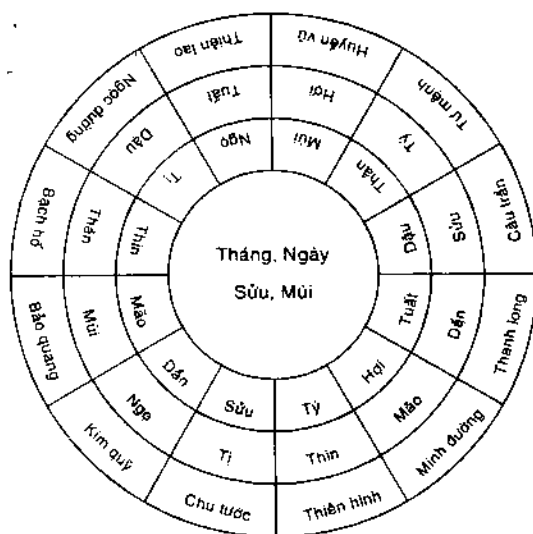 Thiên lao
Huyền vũ
Tư mệnh
Câu trần
Thanh long
Minh đường
Thiên hình
Chu tước
Kim quỹ
Bảo quang
Bạch hổ
Ngọc đường
Tuất
Hợi
Tý
Sửu
Dần
Mão
Thìn
Tị
Ngọ
Mùi
Thân
Dậu
Ngọ
Mùi
Thân
Dậu
Tuất
Hợi
Tý
Sửu
Dần
Mão
Thìn
Tị
Tháng, Ngày
Sửu, Mùi